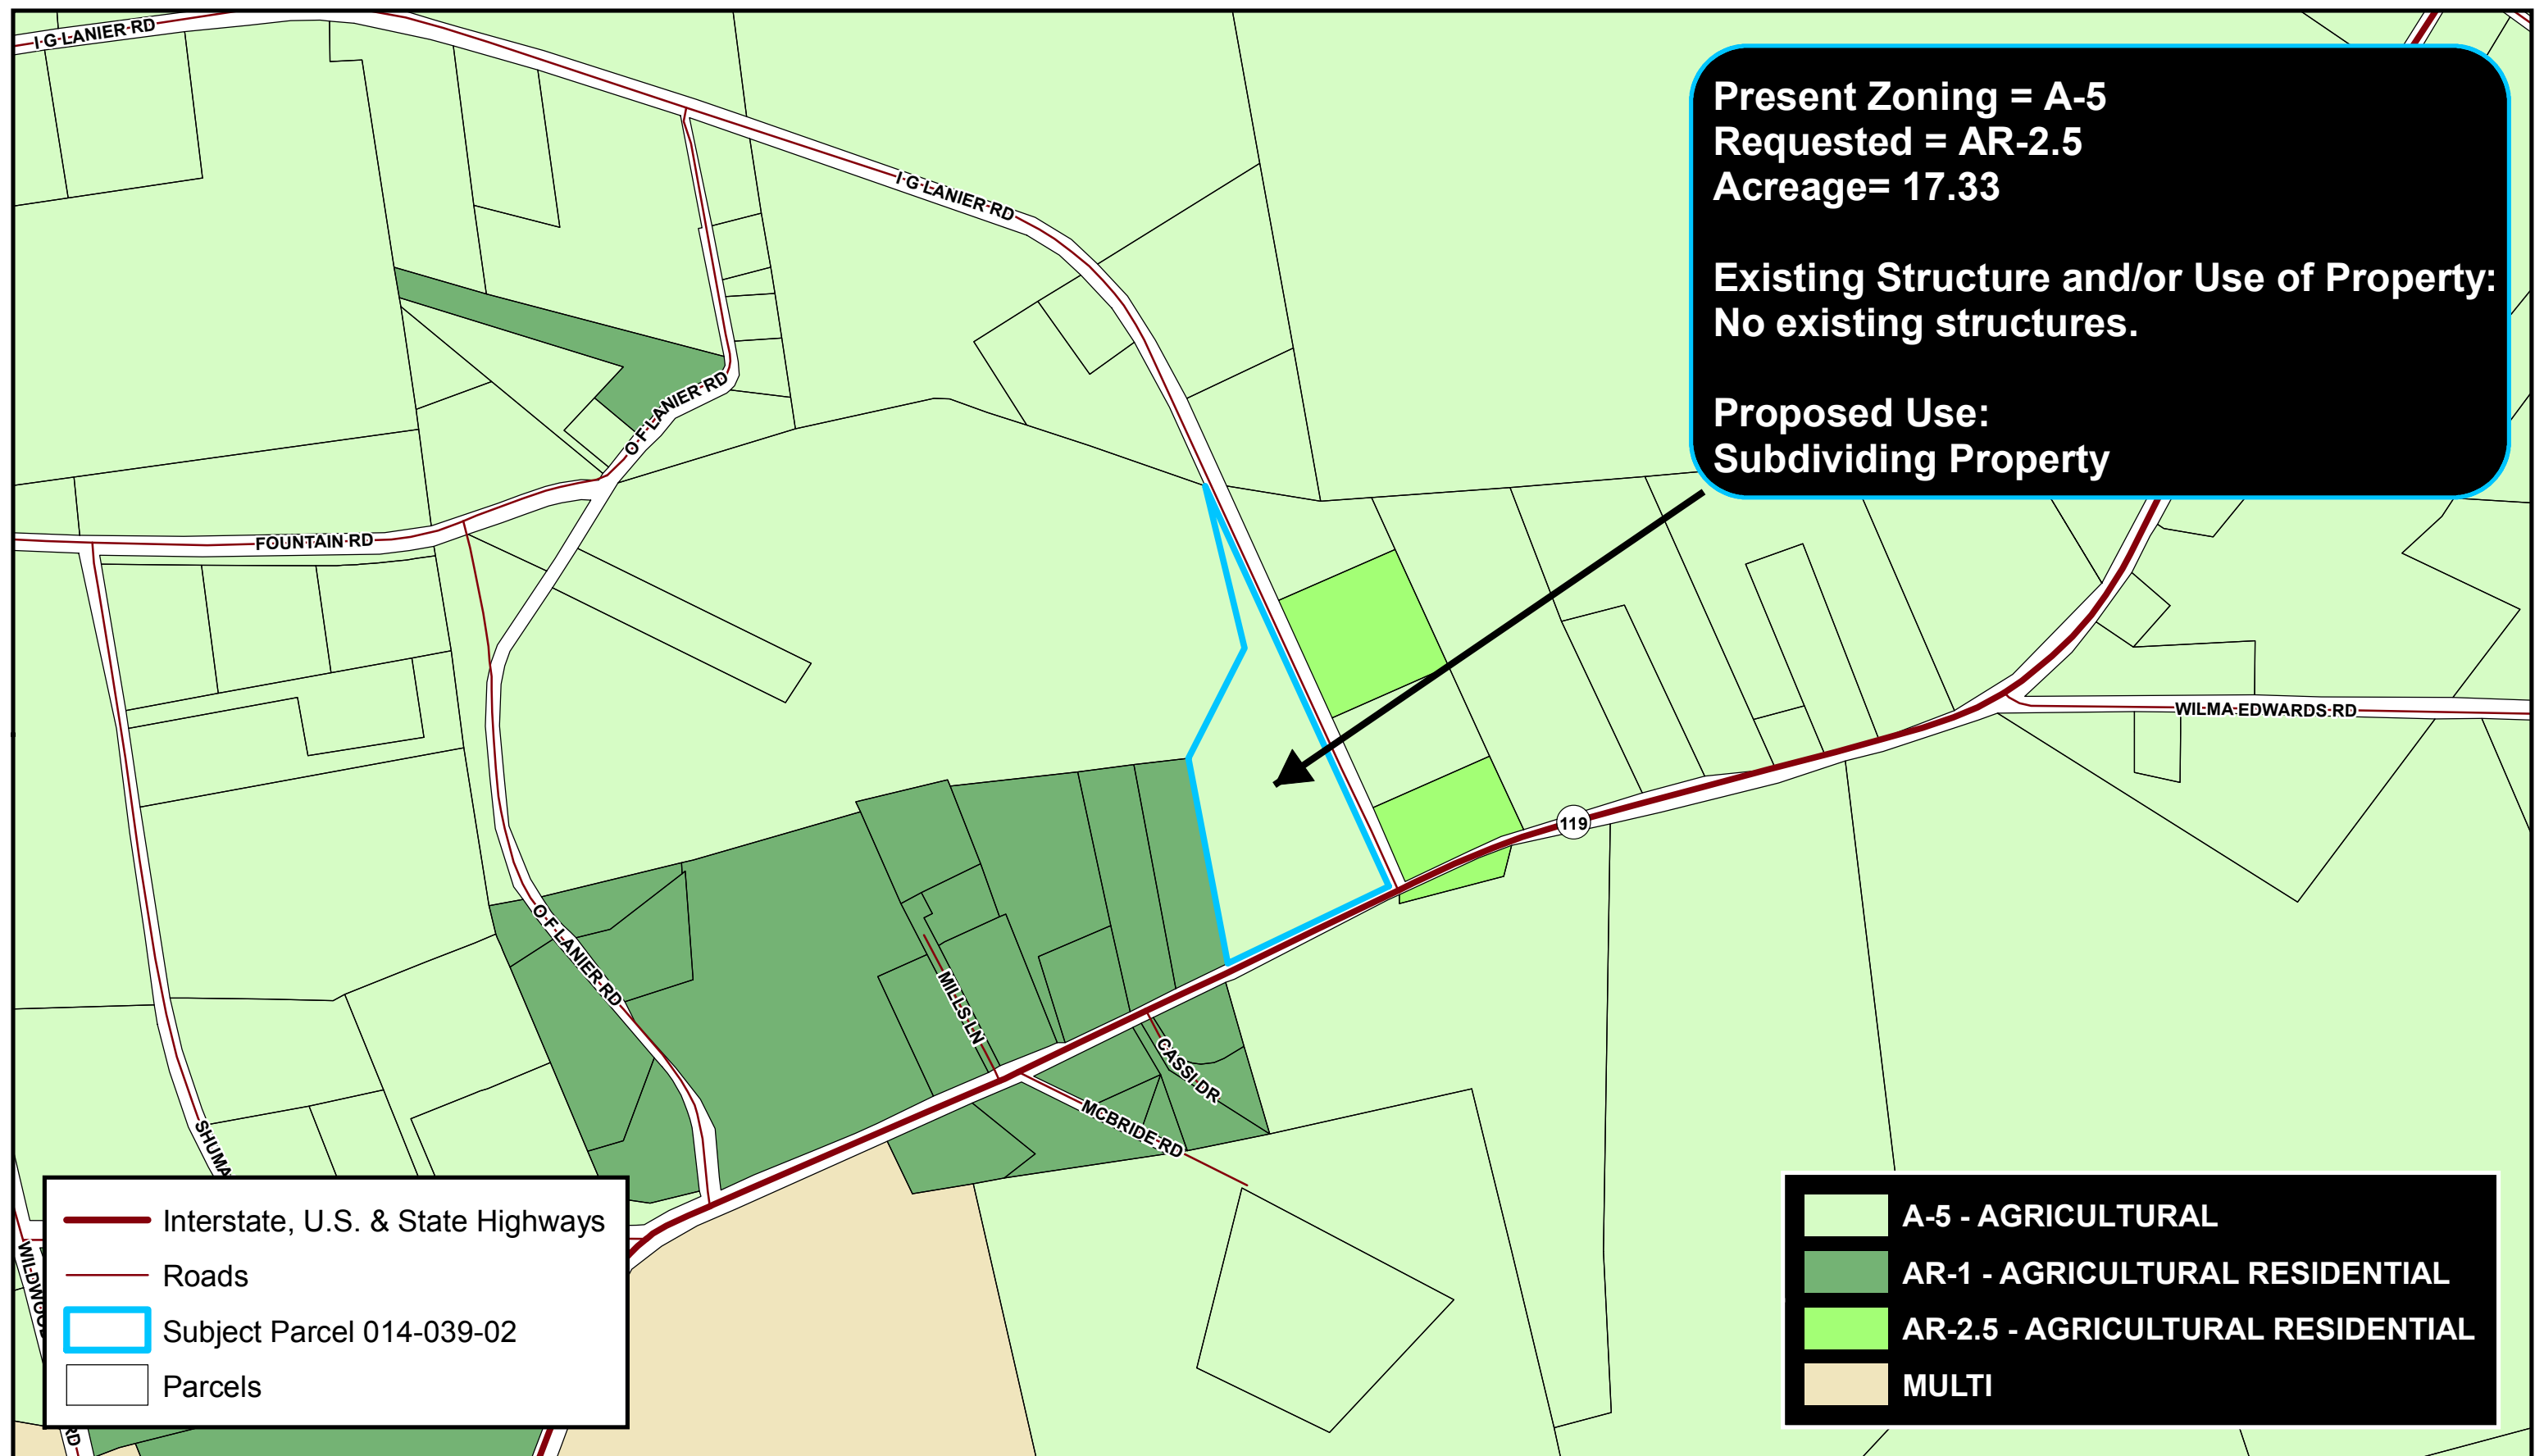 I G LANIER RD
Present Zoning = A-5
Requested = AR-2.5
Acreage= 17.33
Existing Structure and/or Use of Property:
No existing structures.
Proposed Use:
Subdividing Property
I G LANIER RD
O F LANIER RD
FOUNTAIN RD
WILMA EDWARDS RD
119
O F LANIER RD
MILLS LN
CASSI DR
MCBRIDE RD
SHUMA
WILDWOO
RD
Interstate, U.S. & State Highways
Roads
Subject Parcel 014-039-02
Parcels
A-5 - AGRICULTURAL
AR-1 - AGRICULTURAL RESIDENTIAL
AR-2.5 - AGRICULTURAL RESIDENTIAL
MULTI